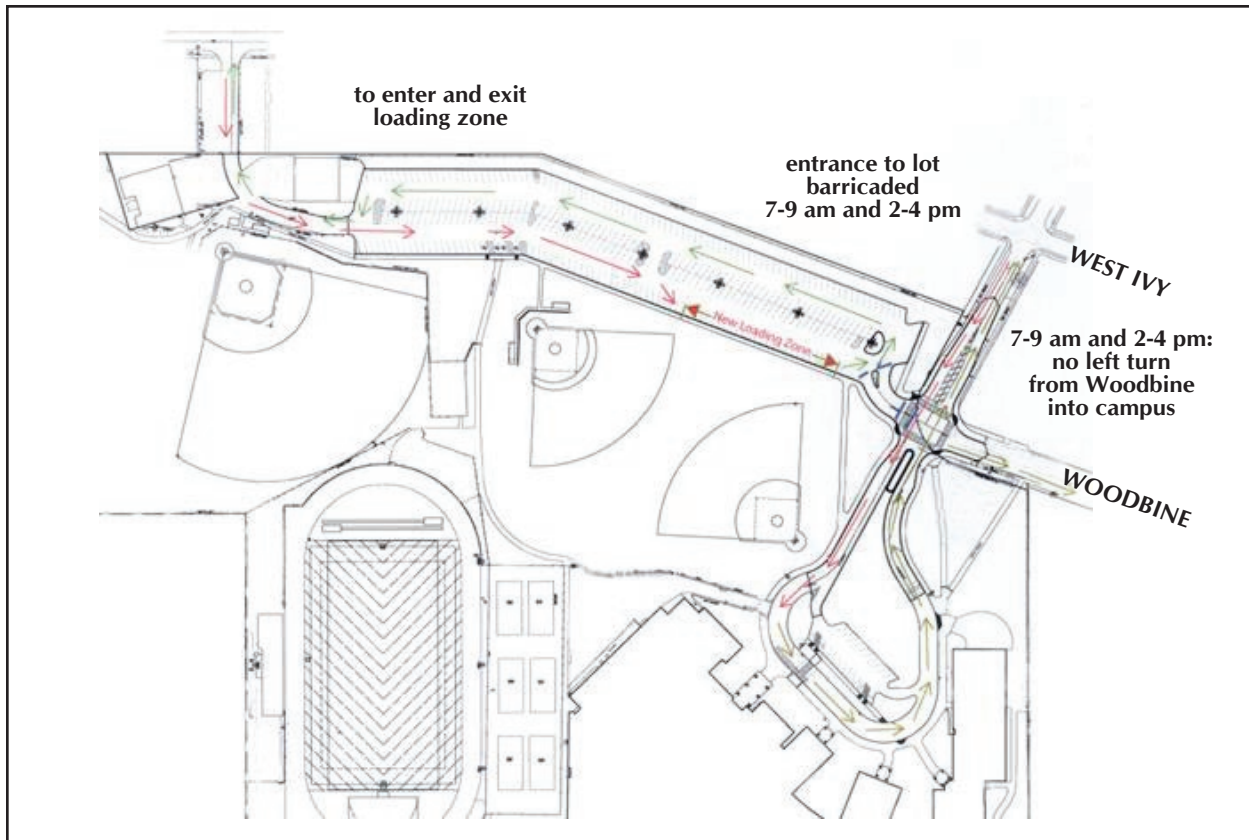 to enter and exit
loading zone
entrance to lot
barricaded
7-9 am and 2-4 pm
WEST IVY
7-9 am and 2-4 pm:
no left turn
from Woodbine
into campus
New Loading Zone
WOODBINE